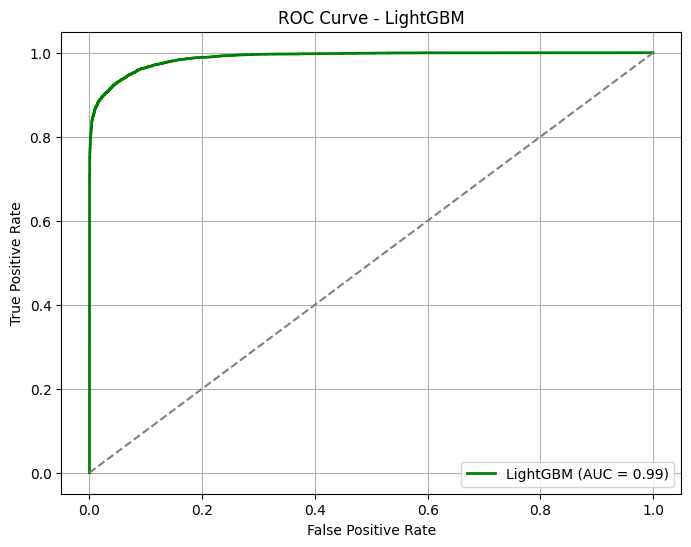 ROC Curve - LightGBM
True Positive Rate
1.0
0.8
0.6
0.4
0.2
0.0
LightGBM (AUC = 0.99)
0.0 0.2 0.4 0.6 0.8 1.0
False Positive Rate